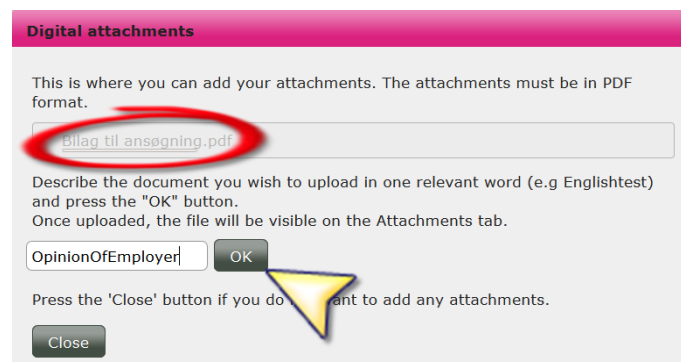 Digital attachments
This is where you can add your attachments. The attachments must be in PDF
format.
Bilag til ansøgning.pdf
Describe the document you wish to upload in one relevant word (e.g Englishtest)
and press the "OK" button.
Once uploaded, the file will be visible on the Attachments tab.
OpinionOfEmployer OK
Press the 'Close' button if you do want to add any attachments.
Close